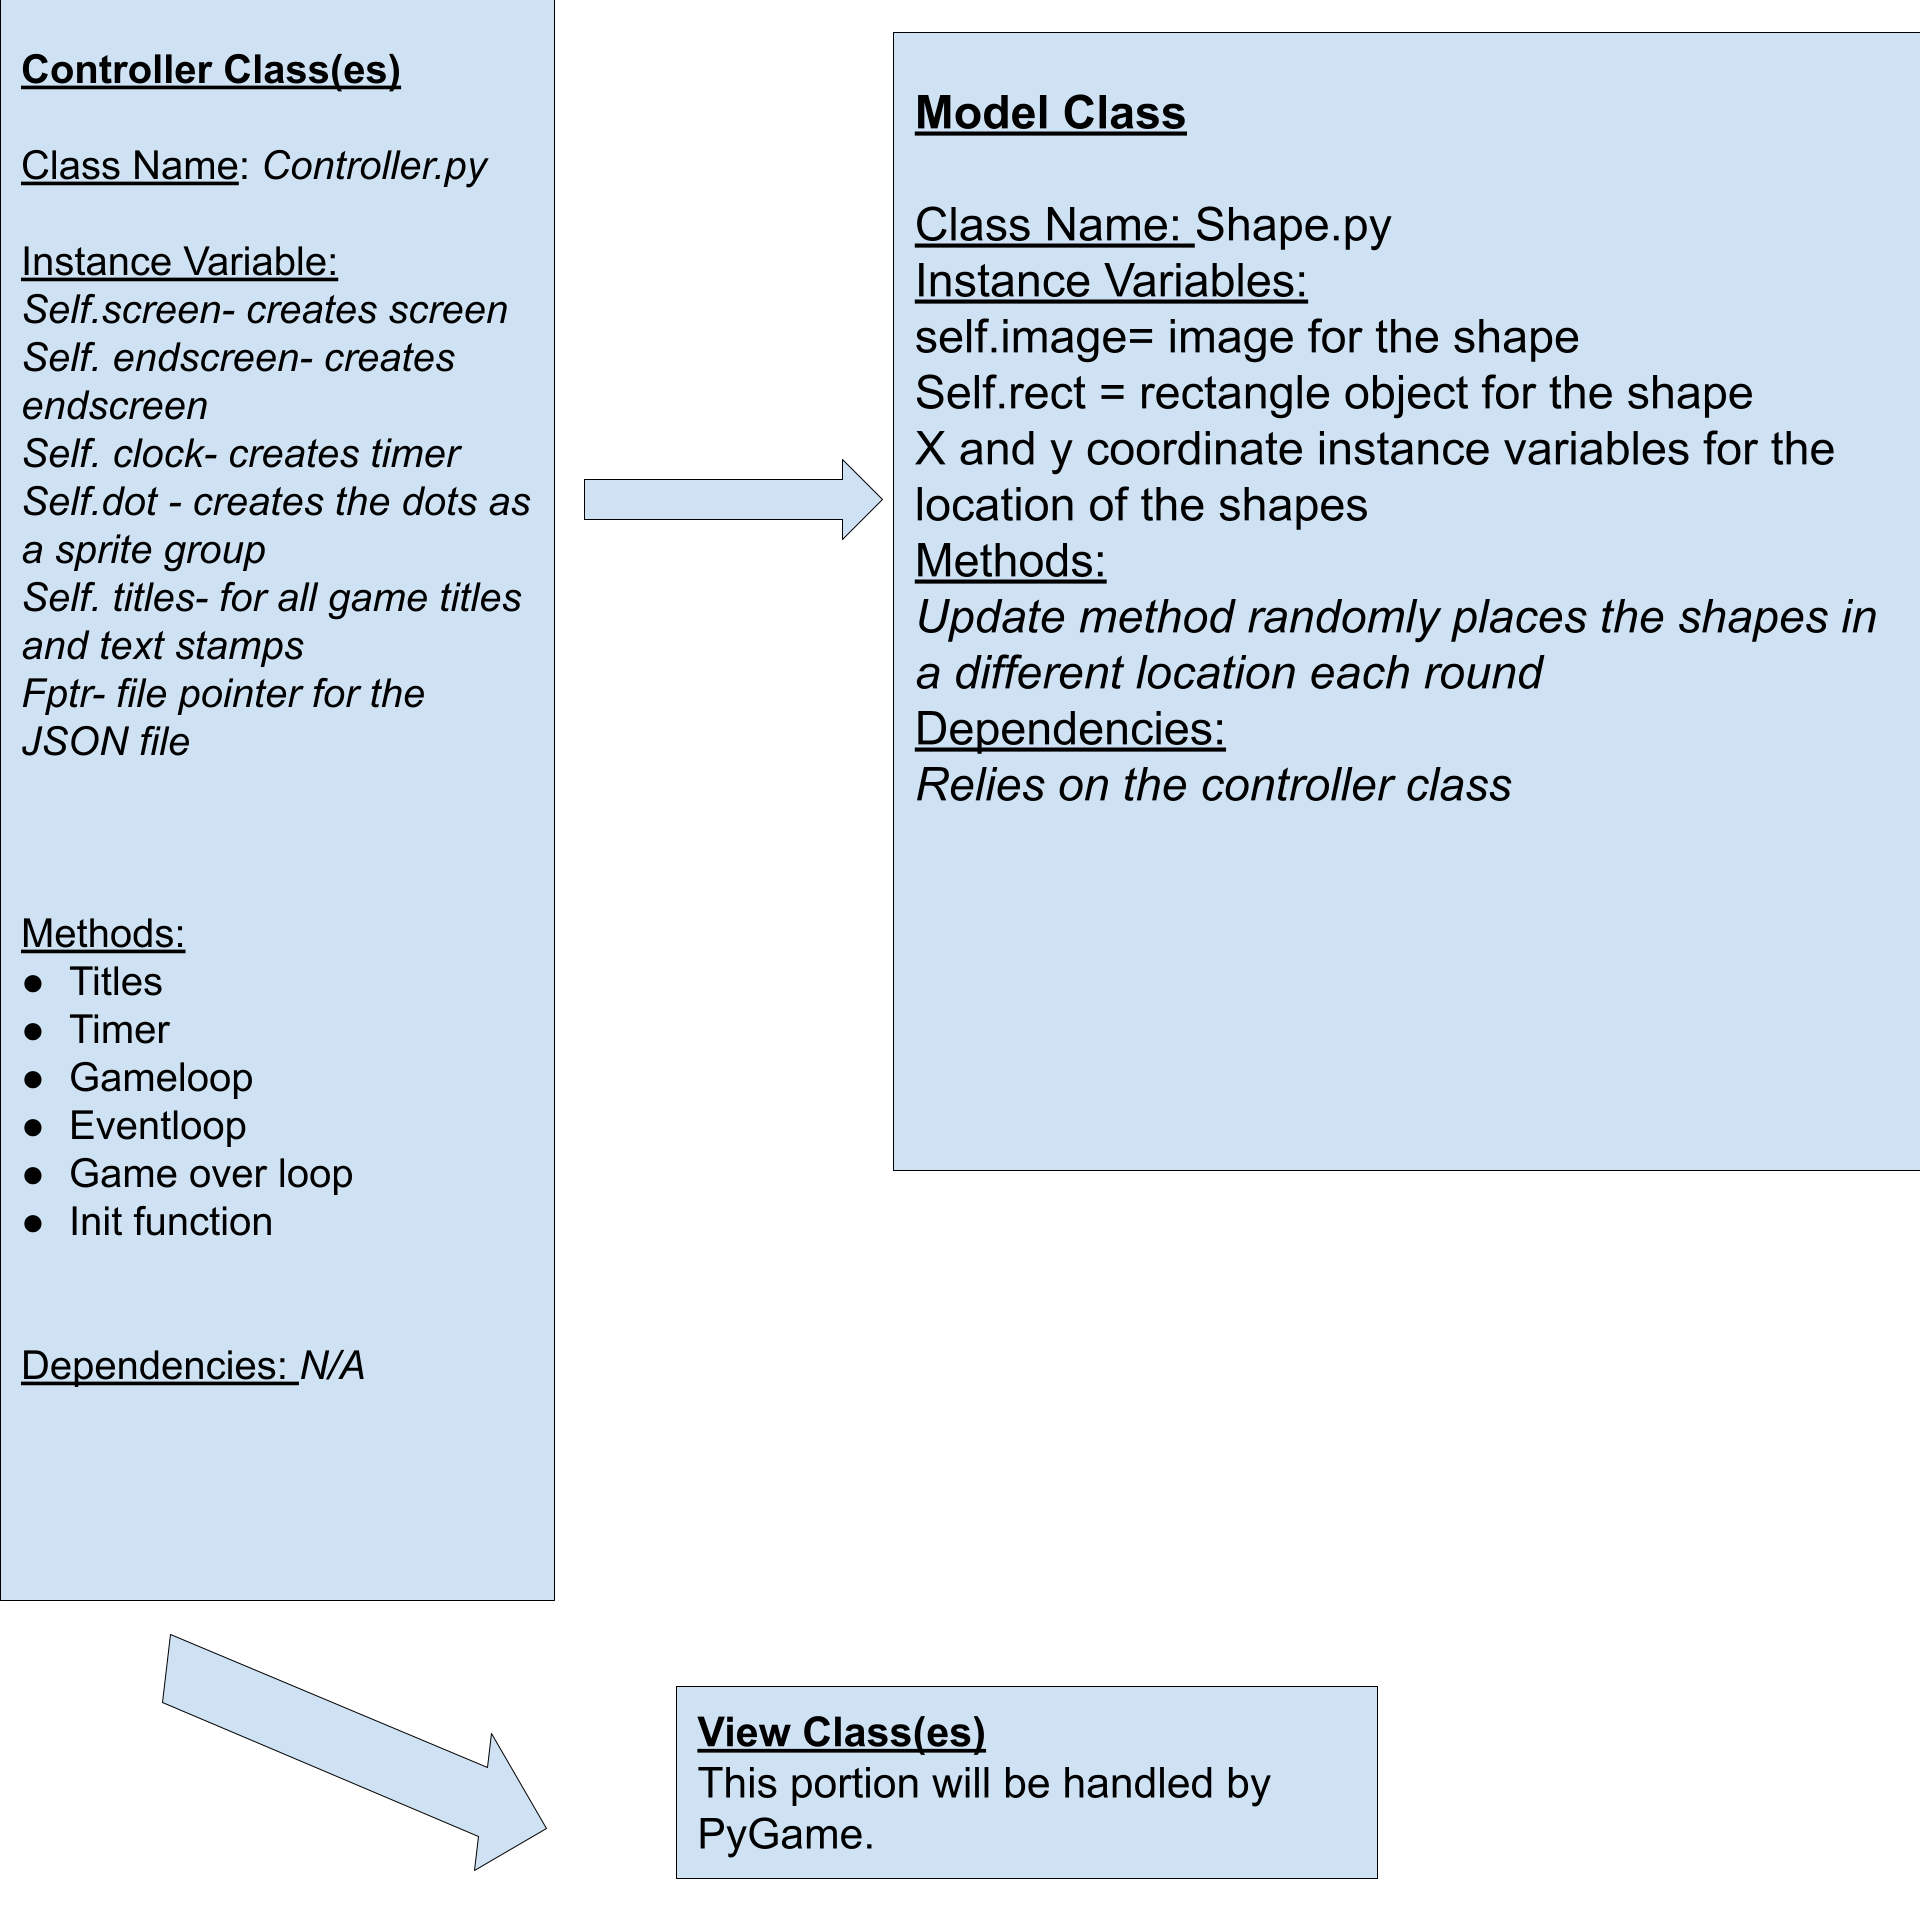 Controller Class(es)
Class Name: Controller.py
Instance Variable:
Self.screen- creates screen
Self. endscreen- creates
endscreen
Self. clock- creates timer
Self.dot - creates the dots as
a sprite group
Self. titles- for all game titles
and text stamps
Fptr- file pointer for the
JSON file
Methods:
● Titles
● Timer
● Gameloop
● Eventloop
● Game over loop
● Init function
Dependencies: N/A
Model Class
Class Name: Shape.py
Instance Variables:
self.image= image for the shape
Self.rect = rectangle object for the shape
X and y coordinate instance variables for the
location of the shapes
Methods:
Update method randomly places the shapes in
a different location each round
Dependencies:
Relies on the controller class
View Class(es)
This portion will be handled by
PyGame.